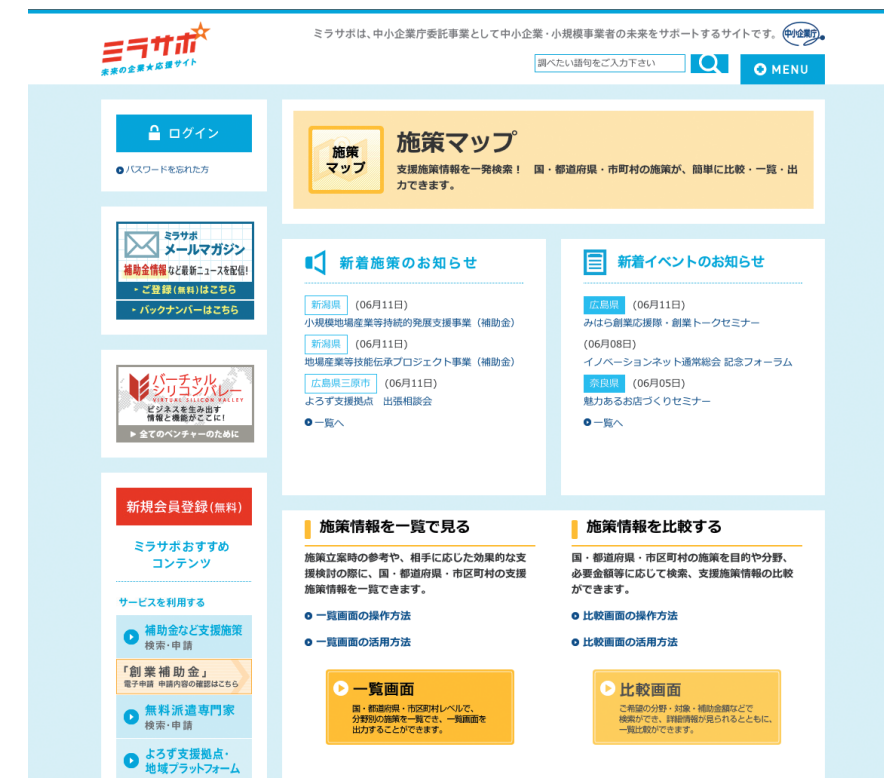 ミラサポ
未来の企業★応援サイト
ミラサポは、中小企業庁委託事業として中小企業・小規模事業者の未来をサポートするサイトです。
中小企業庁
調べたい語句をご入力下さい
MENU
ログイン
パスワードを忘れた方
ミラサポ
メールマガジン
補助金情報など最新ニュースを配信!
・ご登録(無料)はこちら
・バックナンバーはこちら
バーチャル
シリコンバレー
VIRTUAL SILICON VALLEY
ビジネスを生み出す
情報と機能がここに!
▶ 全てのベンチャーのために
新規会員登録(無料)
ミラサポおすすめ
コンテンツ
サービスを利用する
補助金など支援施策
検索・申請
「創業補助金」
電子申請 申請内容の確認はこちら
無料派遣専門家
検索・申請
よろず支援拠点・
地域プラットフォーム
施策
マップ
施策マップ
支援施策情報を一発検索! 国・都道府県・市町村の施策が、簡単に比較・一覧・出
力できます。
新着施策のお知らせ
新潟県 (06月11日)
小規模地場産業等持続的発展支援事業(補助金)
新潟県 (06月11日)
地場産業等技能伝承プロジェクト事業(補助金)
広島県三原市 (06月11日)
よろず支援拠点 出張相談会
一覧へ
新着イベントのお知らせ
広島県 (06月11日)
みはら創業応援隊・創業トークセミナー
(06月08日)
イノベーションネット通常総会 記念フォーラム
奈良県 (06月05日)
魅力あるお店づくりセミナー
一覧へ
施策情報を一覧で見る
施策立案時の参考や、相手に応じた効果的な支
援検討の際に、国・都道府県・市区町村の支援
施策情報を一覧できます。
一覧画面の操作方法
一覧画面の活用方法
一覧画面
国・都道府県・市区町村レベルで、
分野別の施策を一覧でき、一覧画面を
出力することができます。
施策情報を比較する
国・都道府県・市区町村の施策を目的や分野、
必要金額等に応じて検索、支援施策情報の比較
ができます。
比較画面の操作方法
比較画面の活用方法
比較画面
ご希望の分野・対象・補助金額などで
検索ができ、詳細情報が見られるとともに、
一覧比較ができます。